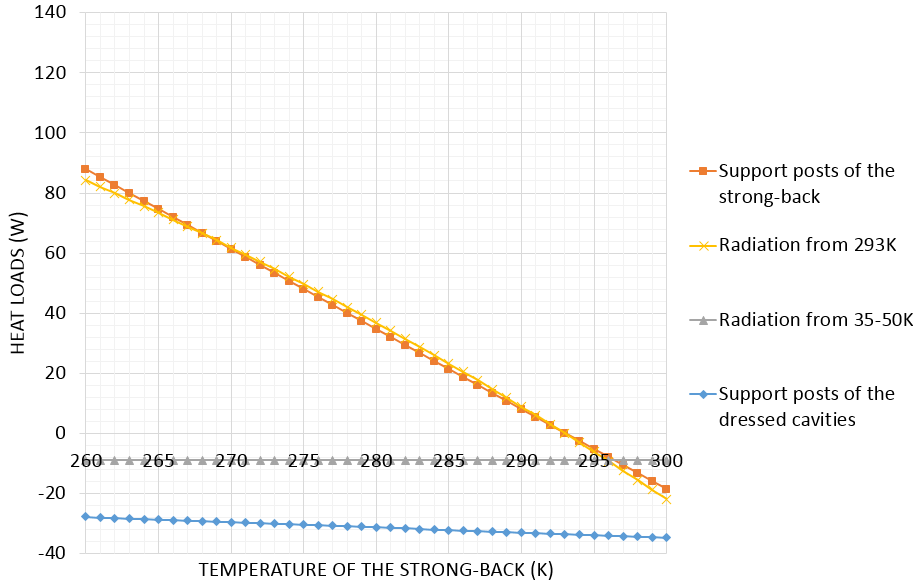 140
120
100
80
60
40
20
0
-20
-40
HEAT LOADS (W)
260 265 270 275 280 285 290 295 300
TEMPERATURE OF THE STRONG-BACK (K)
Support posts of the
strong-back
Radiation from 293K
Radiation from 35-50K
Support posts of the
dressed cavities